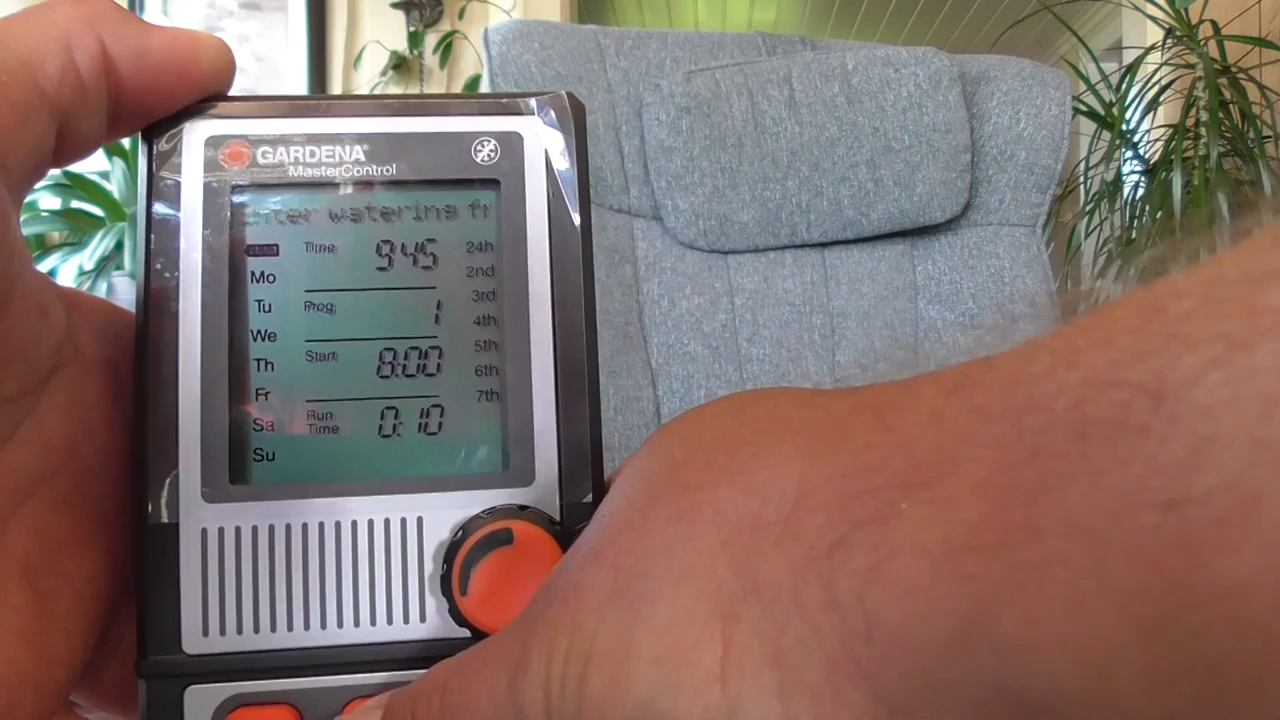 GARDENA®
MasterControl
Enter watering fr
Time 9 45 24h
Mo 2nd
Tu Prog 1 3rd
We 4th
Th Start 8:00 5th
6th
Fr 7th
Sa Run Time 0:10
Su